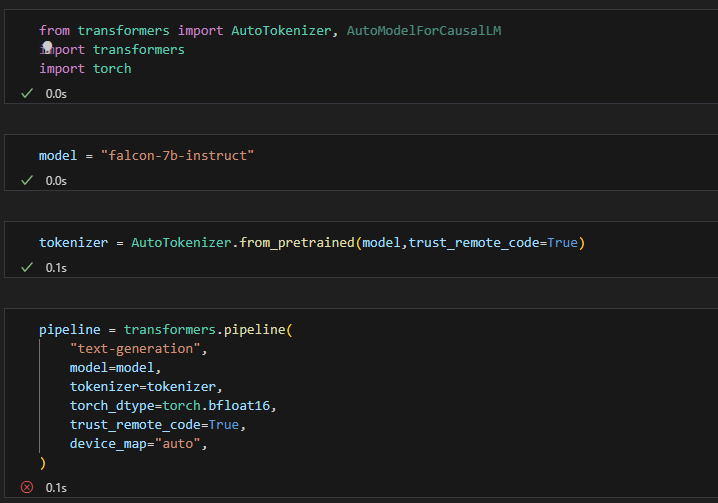 from transformers import AutoTokenizer, AutoModelForCausalLM
import transformers
import torch
0.0s
model = "falcon-7b-instruct"
0.0s
tokenizer = AutoTokenizer.from_pretrained(model,trust_remote_code=True)
0.1s
pipeline = transformers.pipeline(
    "text-generation",
    model=model,
    tokenizer=tokenizer,
    torch_dtype=torch.bfloat16,
    trust_remote_code=True,
    device_map="auto",
)
0.1s